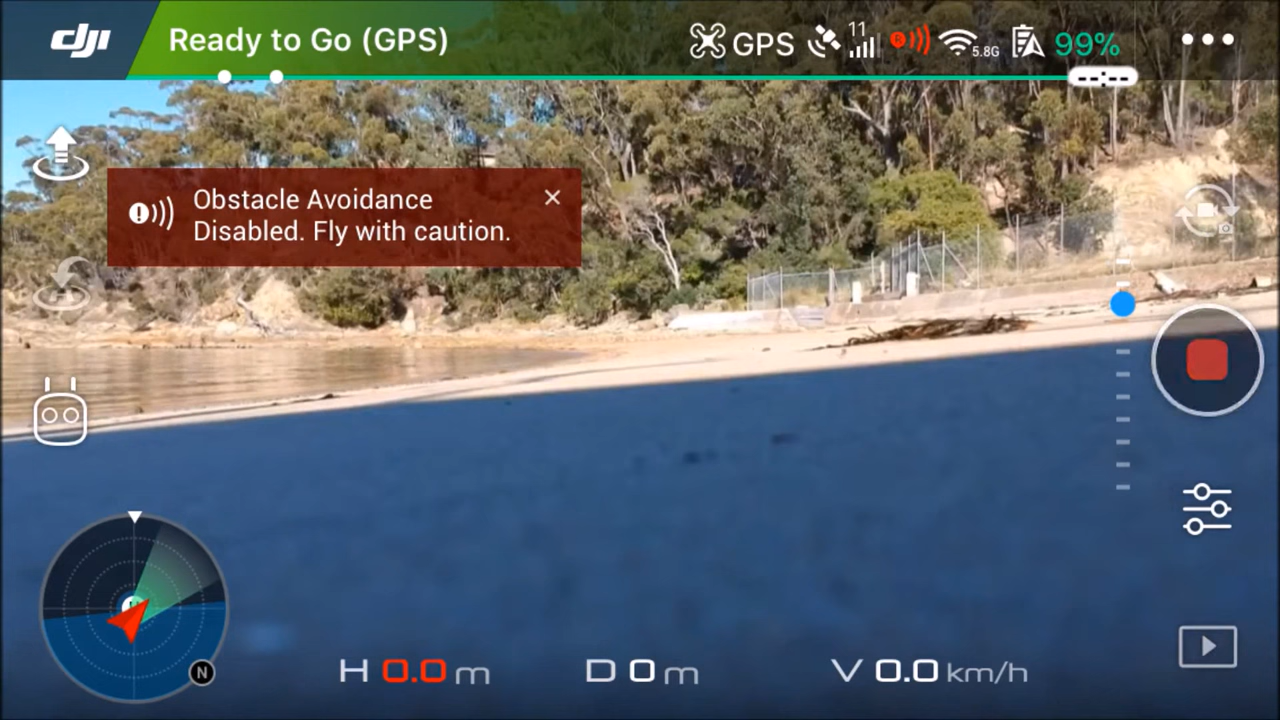 dji Ready to Go (GPS) GPS 11 5.8G 99%
Obstacle Avoidance
Disabled. Fly with caution.
N
H 0.0 m D 0 m V 0.0 km/h